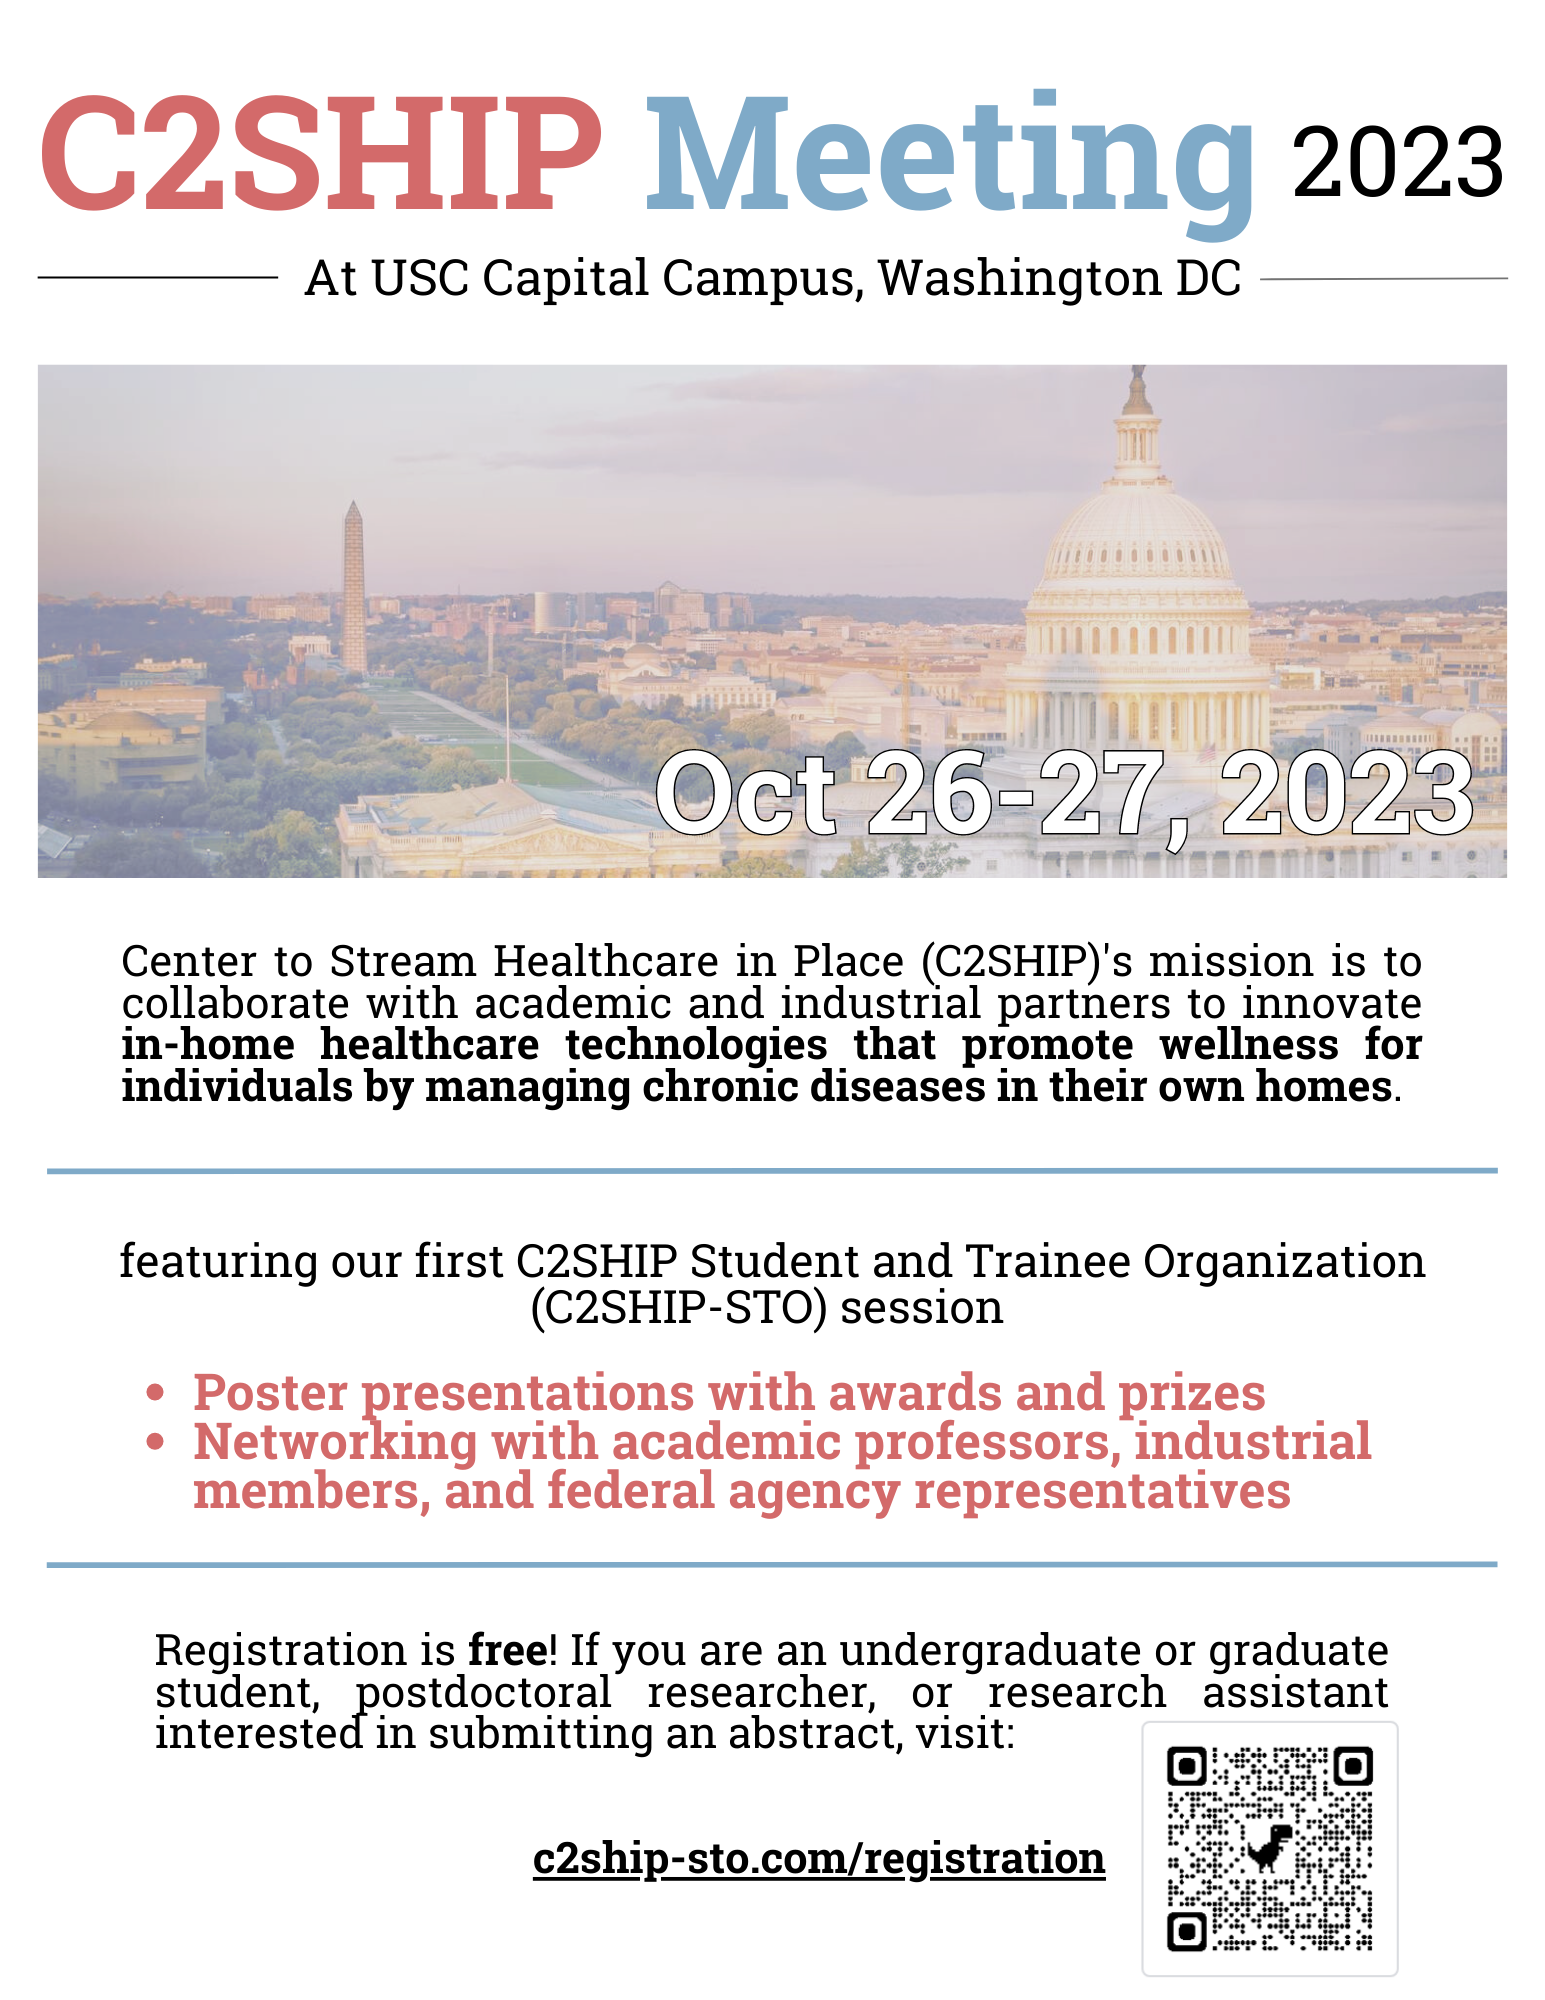 C2SHIP Meeting 2023
At USC Capital Campus, Washington DC
Oct 26-27, 2023
Center to Stream Healthcare in Place (C2SHIP)'s mission is to
collaborate with academic and industrial partners to innovate
in-home healthcare technologies that promote wellness for
individuals by managing chronic diseases in their own homes.
featuring our first C2SHIP Student and Trainee Organization
(C2SHIP-STO) session
• Poster presentations with awards and prizes
• Networking with academic professors, industrial
members, and federal agency representatives
Registration is free! If you are an undergraduate or graduate
student, postdoctoral researcher, or research assistant
interested in submitting an abstract, visit:
c2ship-sto.com/registration